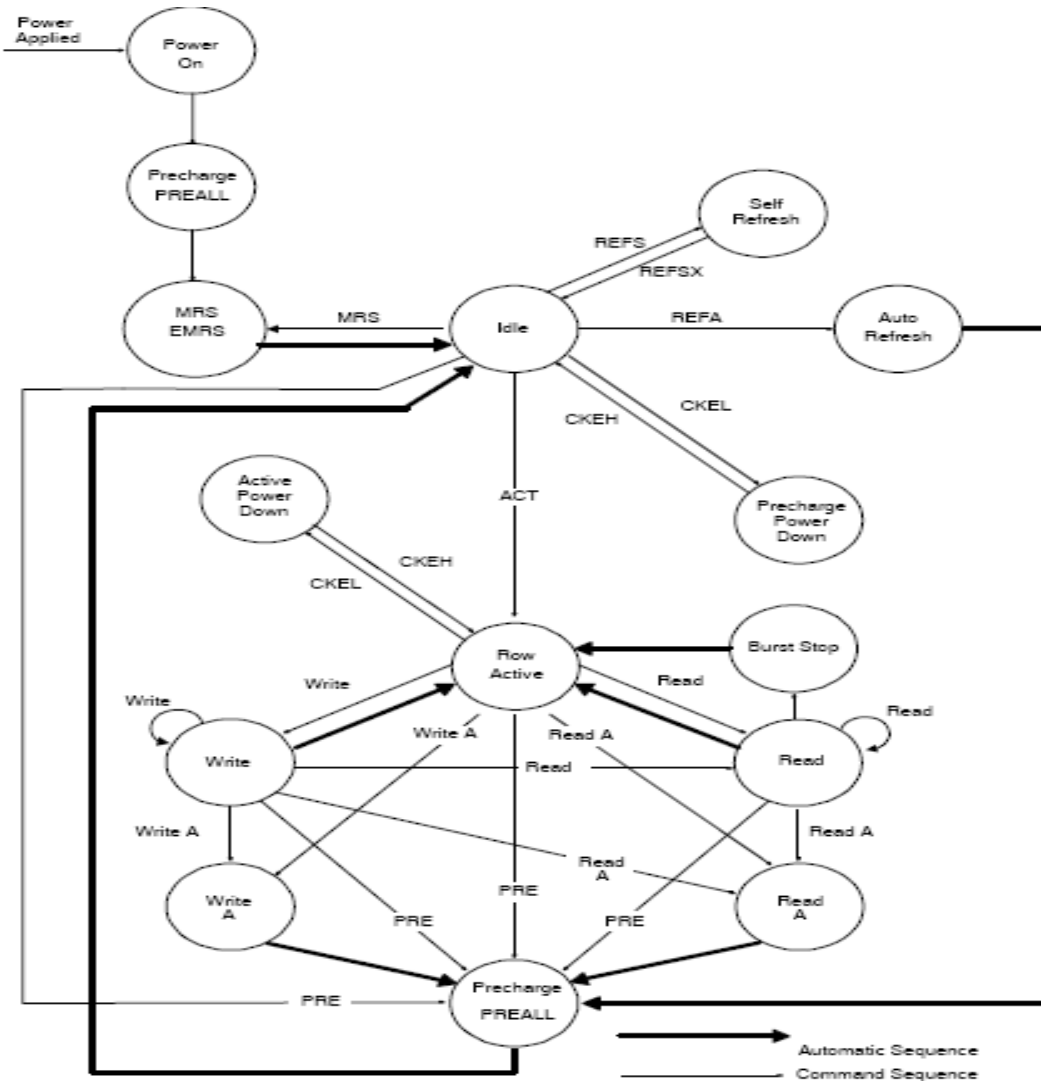 Power
Applied
Power
On
Precharge
PREALL
Self
Refresh
REFS
REFSX
MRS
EMRS
MRS
Idle
REFA
Auto
Refresh
CKEL
CKEH
Active
Power
Down
ACT
Precharge
Power
Down
CKEH
CKEL
Row
Active
Burst Stop
Write
Read
Write
Read
Write A
Read A
Write
Read
Read
Write A
Read A
Read
A
Write
A
PRE
PRE
PRE
Read
A
Precharge
PREALL
PRE
Automatic Sequence
Command Sequence